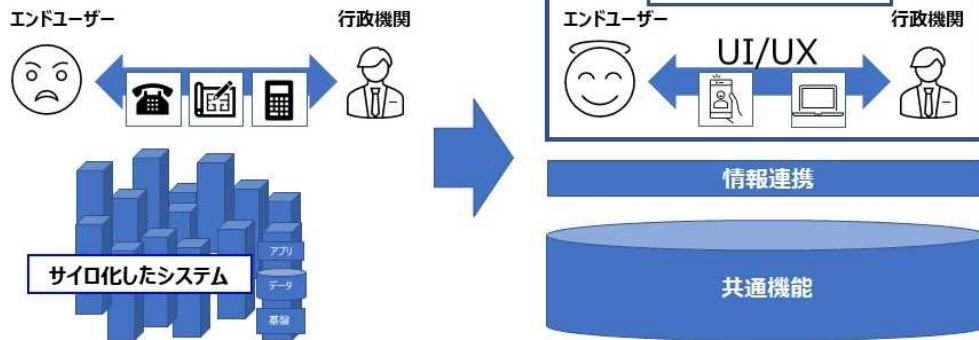 エンドユーザー
行政機関
サイロ化したシステム
アプリ
データ
基盤
エンドユーザー
行政機関
UI/UX
情報連携
共通機能